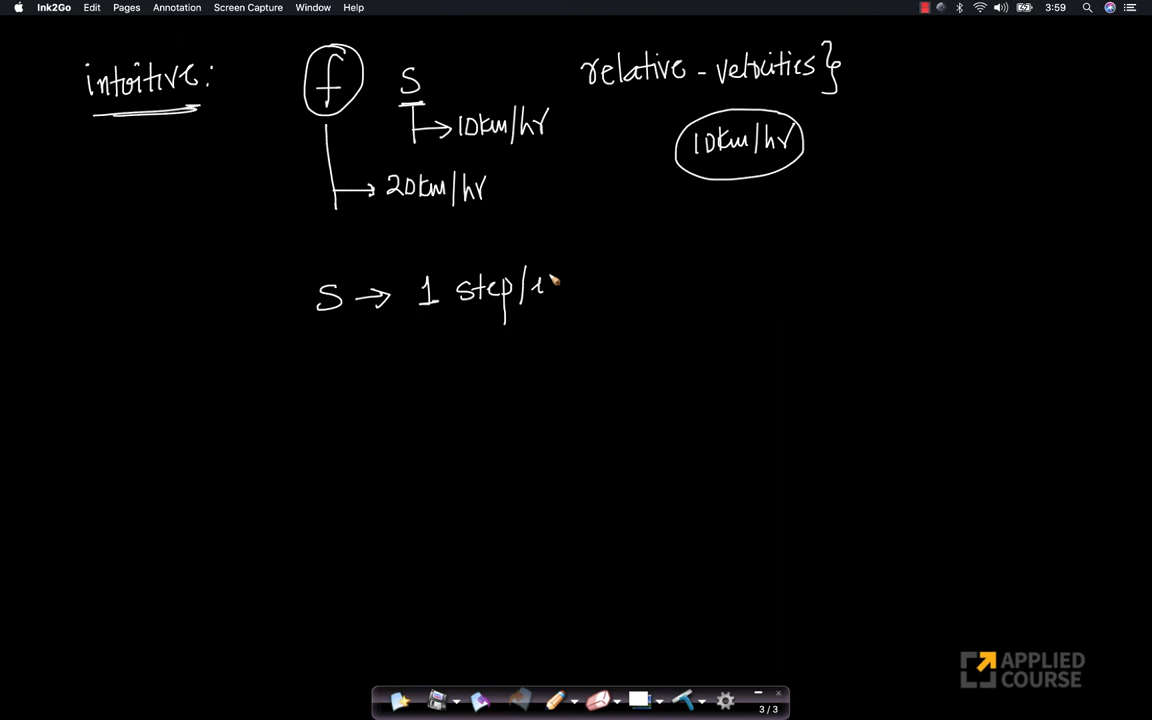 Ink2Go Edit Pages Annotation Screen Capture Window Help 3:59
intuitive: f S relative - velocities}
10km/hr 10km/hr
20km/hr
S → 1 step/i
APPLIED
COURSE
3/3